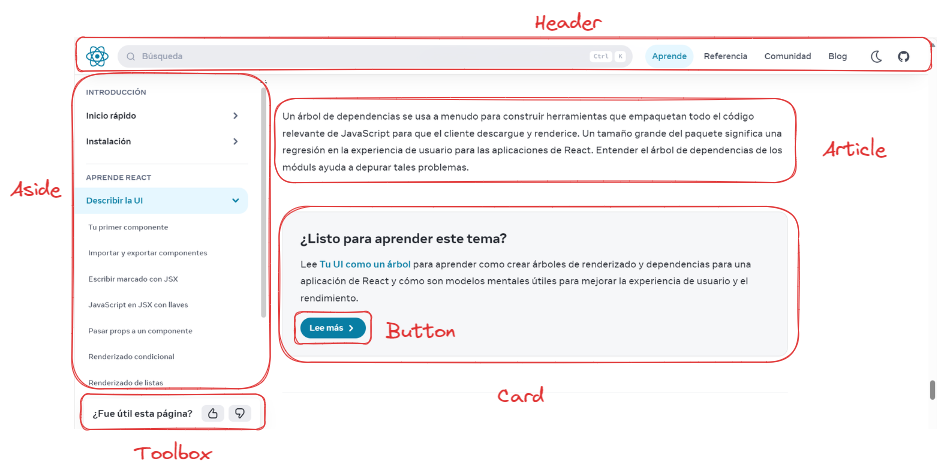 Header
Búsqueda
Ctrl K
Aprende
Referencia
Comunidad
Blog
INTRODUCCIÓN
Inicio rápido
Instalación
APRENDE REACT
Aside
Describir la UI
Tu primer componente
Importar y exportar componentes
Escribir marcado con JSX
JavaScript en JSX con llaves
Pasar props a un componente
Renderizado condicional
Renderizado de listas
¿Fue útil esta página?
Toolbox
Un árbol de dependencias se usa a menudo para construir herramientas que empaquetan todo el código
relevante de JavaScript para que el cliente descargue y renderice. Un tamaño grande del paquete significa una
regresión en la experiencia de usuario para las aplicaciones de React. Entender el árbol de dependencias de los
móduls ayuda a depurar tales problemas.
Article
¿Listo para aprender este tema?
Lee Tu UI como un árbol para aprender como crear árboles de renderizado y dependencias para una
aplicación de React y cómo son modelos mentales útiles para mejorar la experiencia de usuario y el
rendimiento.
Lee más
Button
Card